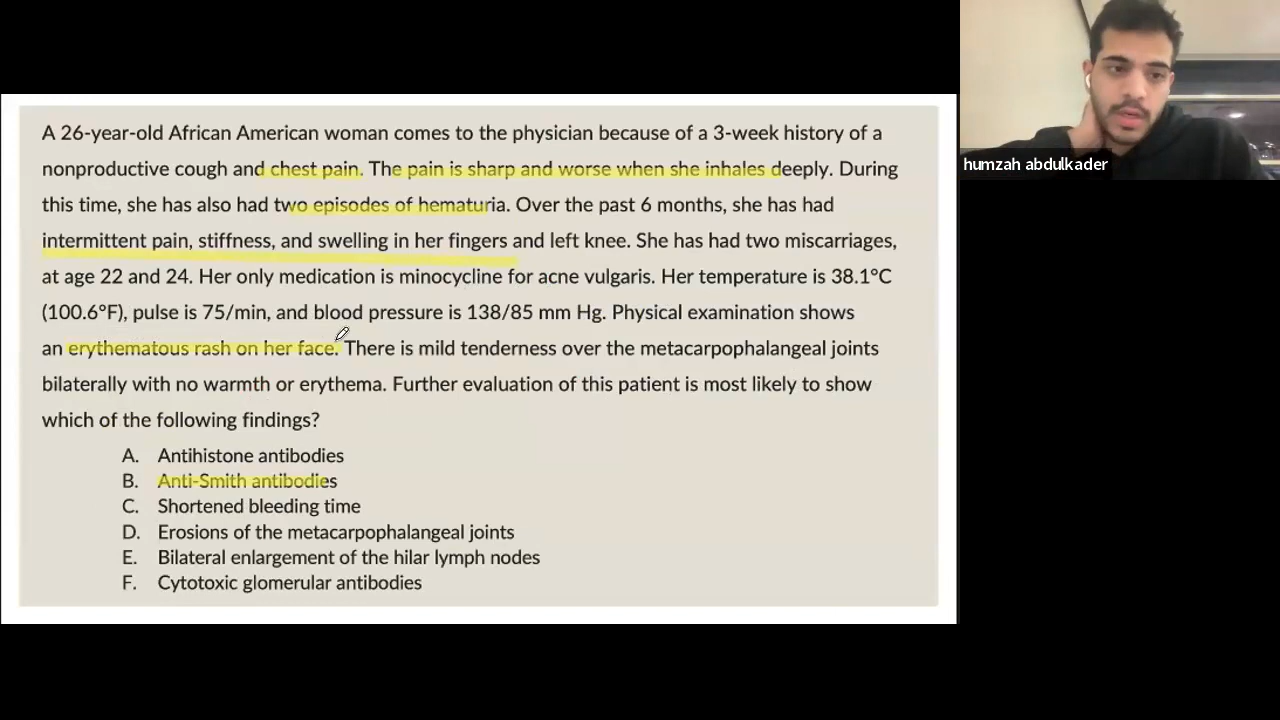 A 26-year-old African American woman comes to the physician because of a 3-week history of a
nonproductive cough and chest pain. The pain is sharp and worse when she inhales deeply. During
this time, she has also had two episodes of hematuria. Over the past 6 months, she has had
intermittent pain, stiffness, and swelling in her fingers and left knee. She has had two miscarriages,
at age 22 and 24. Her only medication is minocycline for acne vulgaris. Her temperature is 38.1°C
(100.6°F), pulse is 75/min, and blood pressure is 138/85 mm Hg. Physical examination shows
an erythematous rash on her face. There is mild tenderness over the metacarpophalangeal joints
bilaterally with no warmth or erythema. Further evaluation of this patient is most likely to show
which of the following findings?
A. Antihistone antibodies
B. Anti-Smith antibodies
C. Shortened bleeding time
D. Erosions of the metacarpophalangeal joints
E. Bilateral enlargement of the hilar lymph nodes
F. Cytotoxic glomerular antibodies
humzah abdulkader